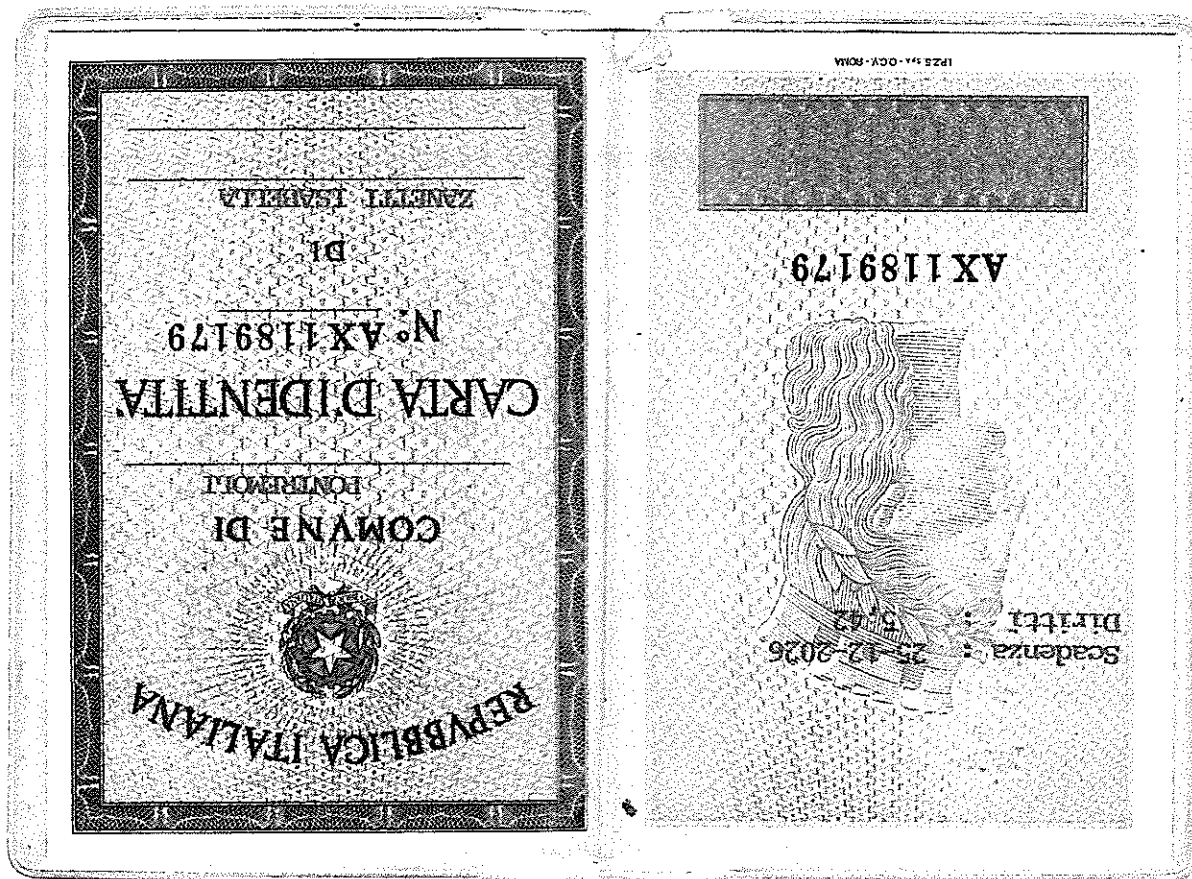 Scadenza : 25-12-2026
Diritti : 5,42
AX 1189179
I.P.Z.S. s.p.a. - O.C.V. - ROMA
REPVBBLICA ITALIANA
COMVNE DI
PONTREMOLI
CARTA D'IDENTITÀ
N° AX 1189179
DI
ZANETTI ISABELLA